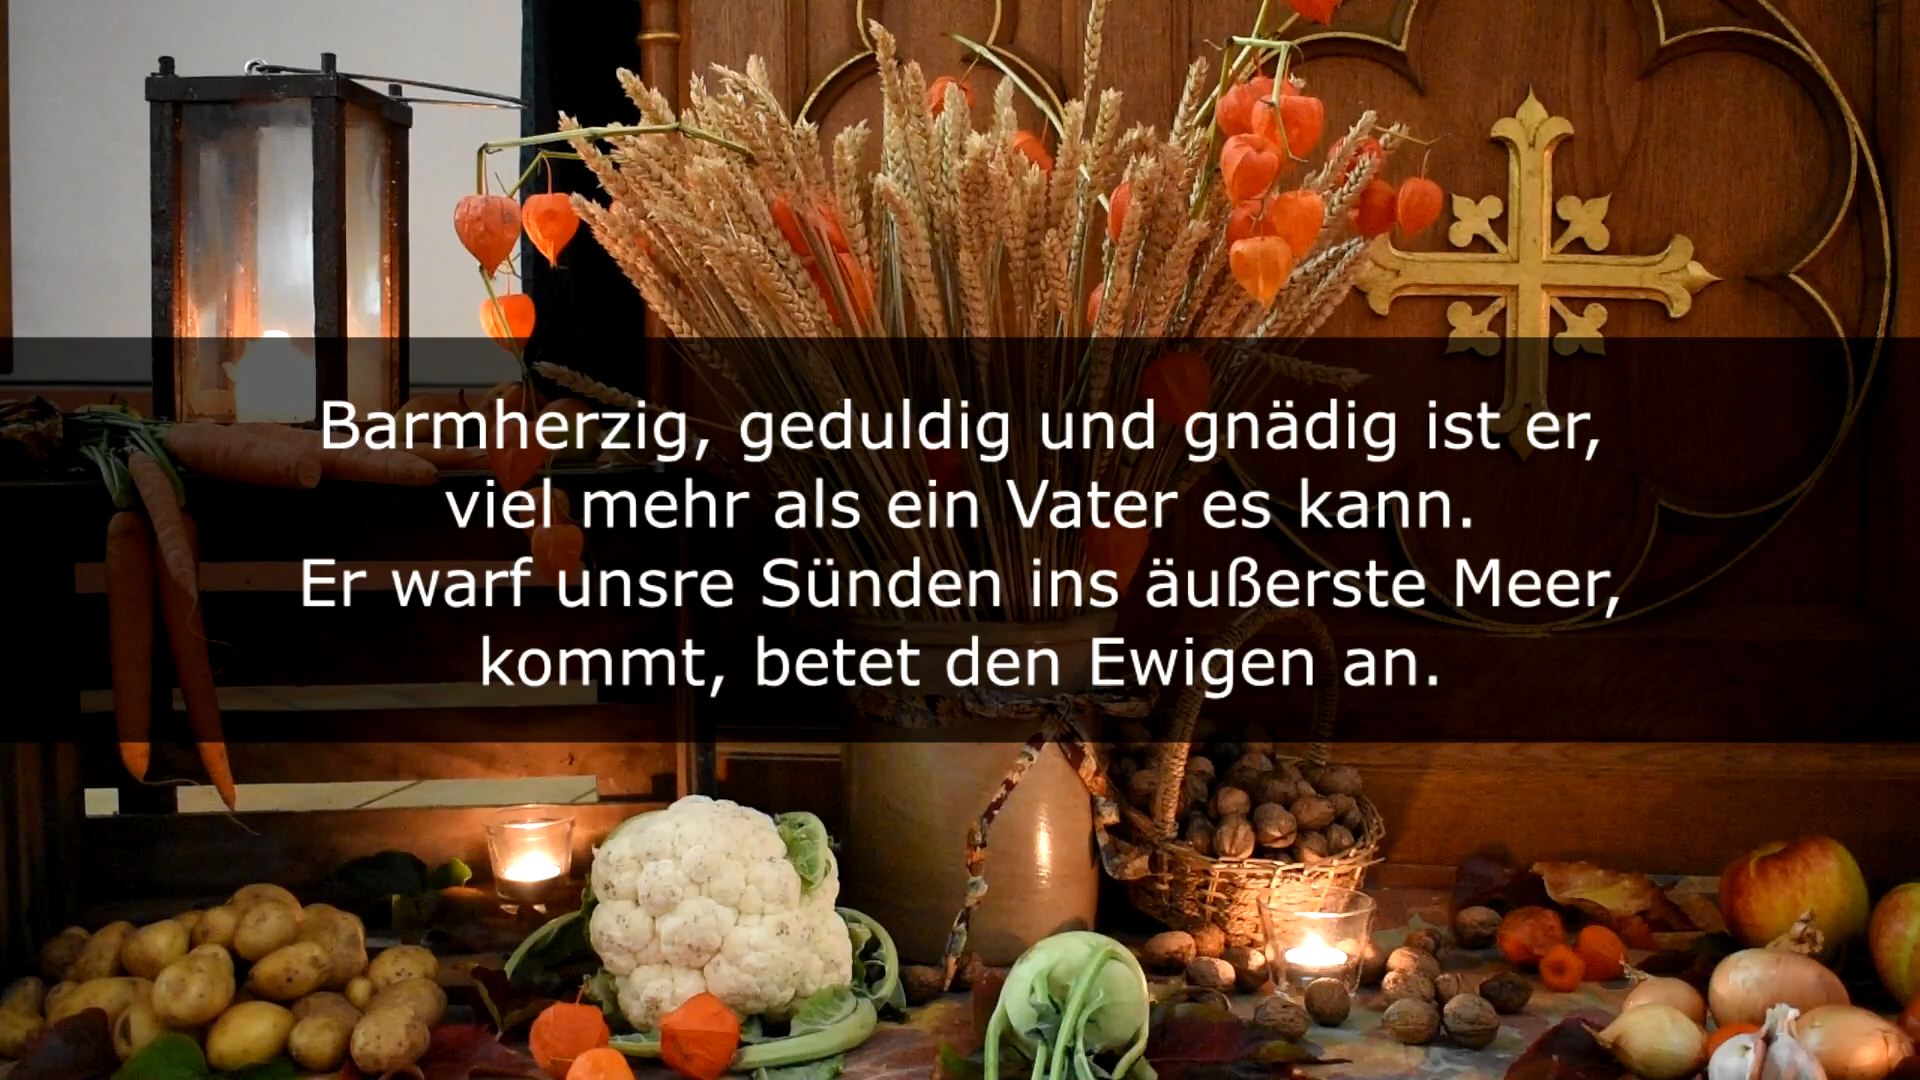 Barmherzig, geduldig und gnädig ist er,
viel mehr als ein Vater es kann.
Er warf unsre Sünden ins äußerste Meer,
kommt, betet den Ewigen an.